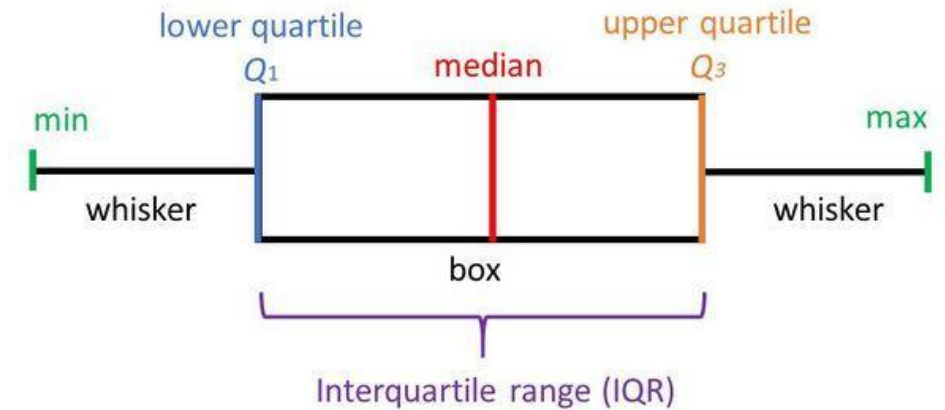 lower quartile
Q1
median
upper quartile
Q3
min
max
whisker
whisker
box
Interquartile range (IQR)